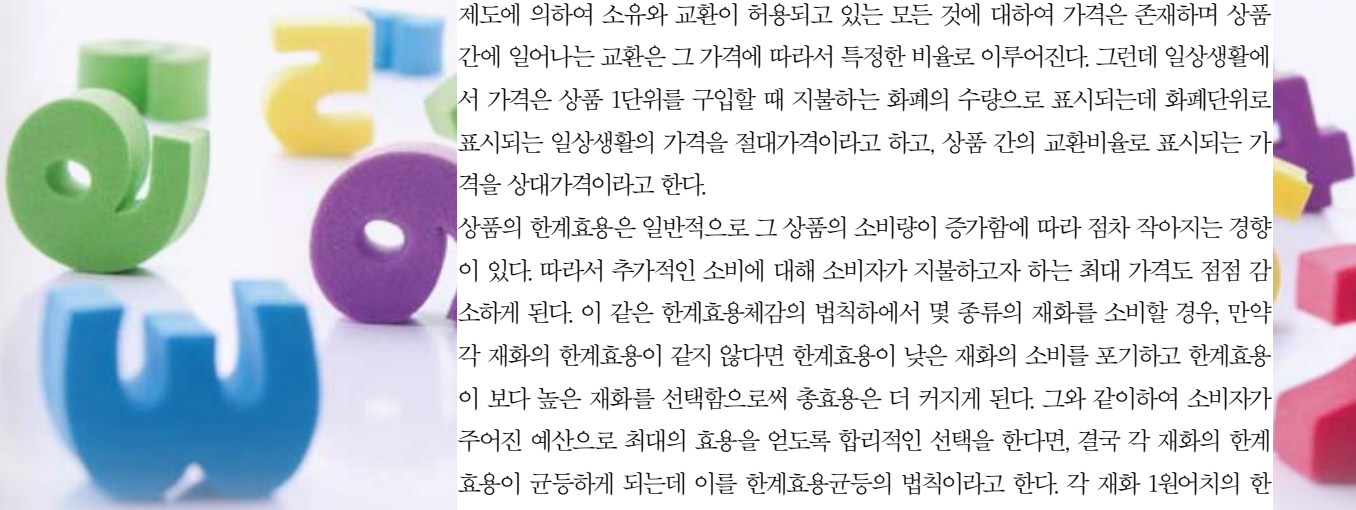 제도에 의하여 소유와 교환이 허용되고 있는 모든 것에 대하여 가격은 존재하며 상품
간에 일어나는 교환은 그 가격에 따라서 특정한 비율로 이루어진다. 그런데 일상생활에
서 가격은 상품 1단위를 구입할 때 지불하는 화폐의 수량으로 표시되는데 화폐단위로
표시되는 일상생활의 가격을 절대가격이라고 하고, 상품 간의 교환비율로 표시되는 가
격을 상대가격이라고 한다.
상품의 한계효용은 일반적으로 그 상품의 소비량이 증가함에 따라 점차 작아지는 경향
이 있다. 따라서 추가적인 소비에 대해 소비자가 지불하고자 하는 최대 가격도 점점 감
소하게 된다. 이 같은 한계효용체감의 법칙하에서 몇 종류의 재화를 소비할 경우, 만약
각 재화의 한계효용이 같지 않다면 한계효용이 낮은 재화의 소비를 포기하고 한계효용
이 보다 높은 재화를 선택함으로써 총효용은 더 커지게 된다. 그와 같이하여 소비자가
주어진 예산으로 최대의 효용을 얻도록 합리적인 선택을 한다면, 결국 각 재화의 한계
효용이 균등하게 되는데 이를 한계효용균등의 법칙이라고 한다. 각 재화 1원어치의 한